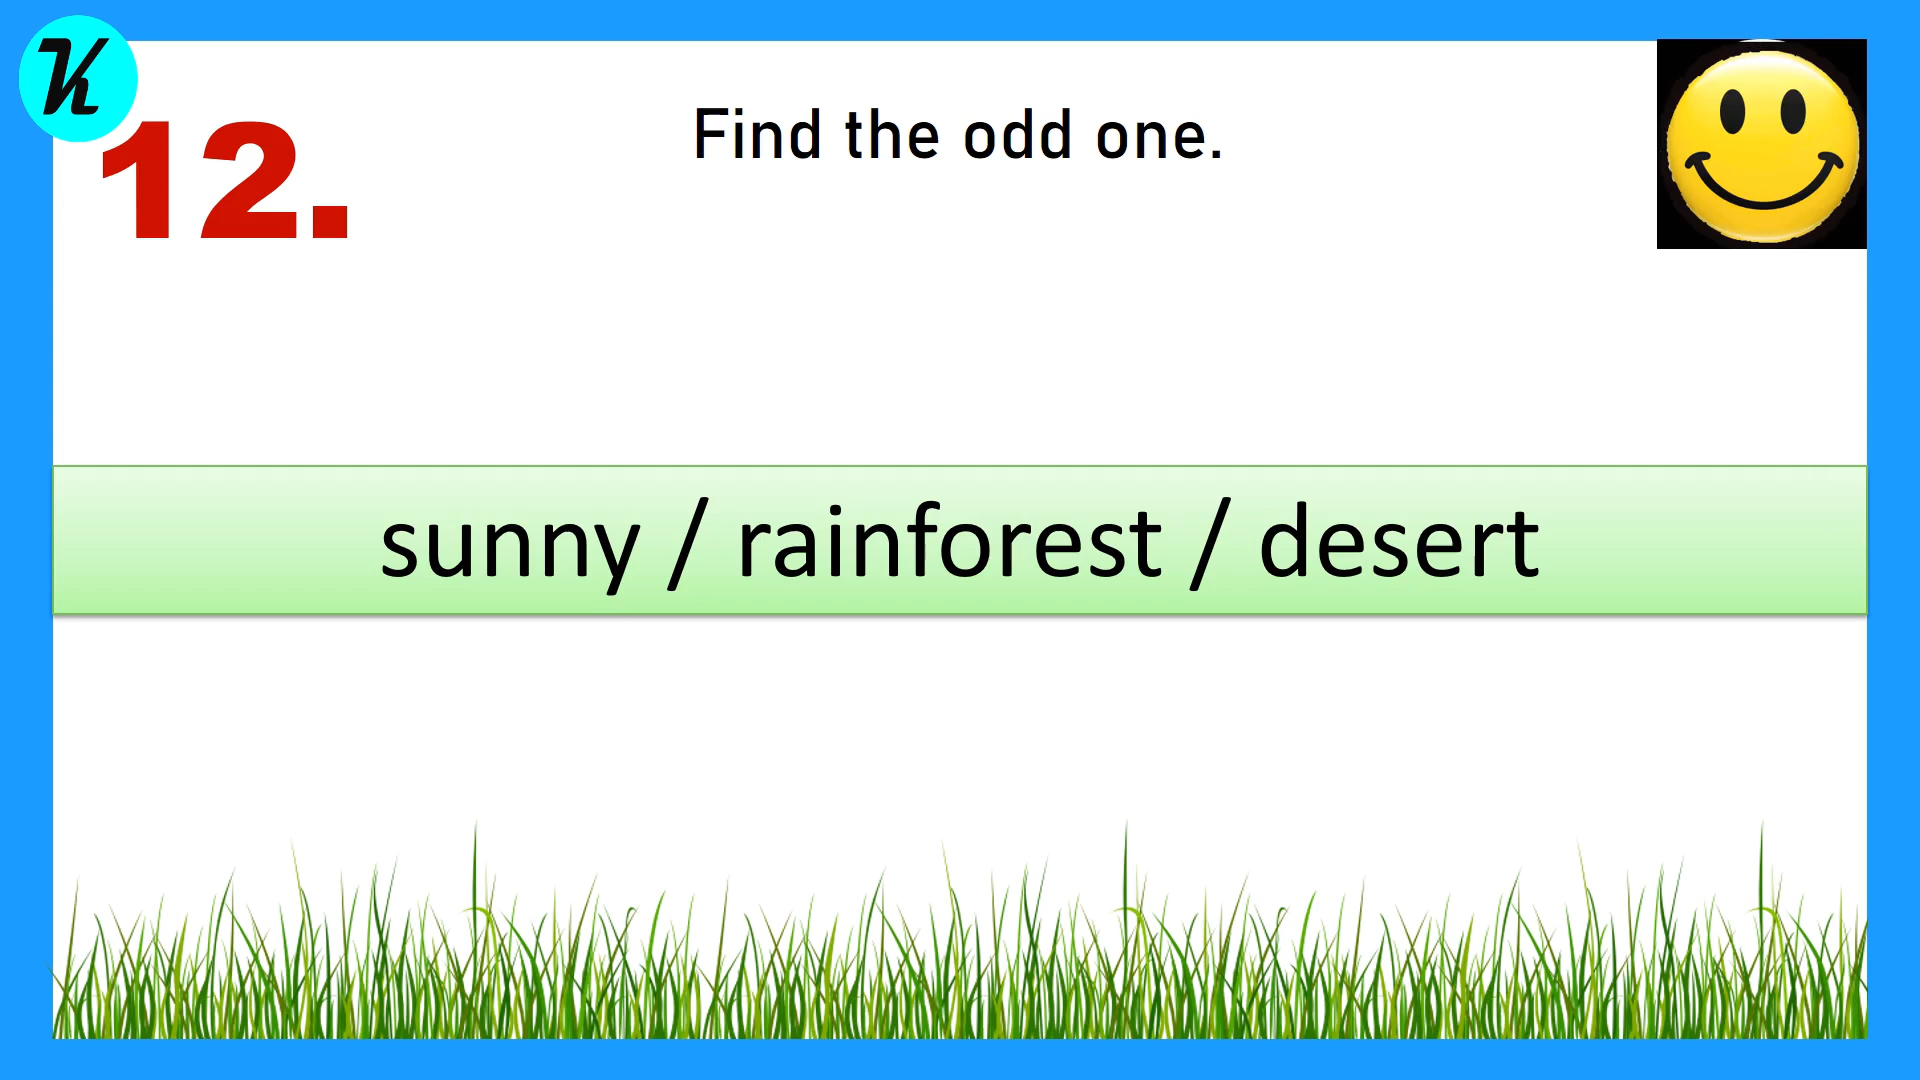 K
12.
Find the odd one.
sunny / rainforest / desert